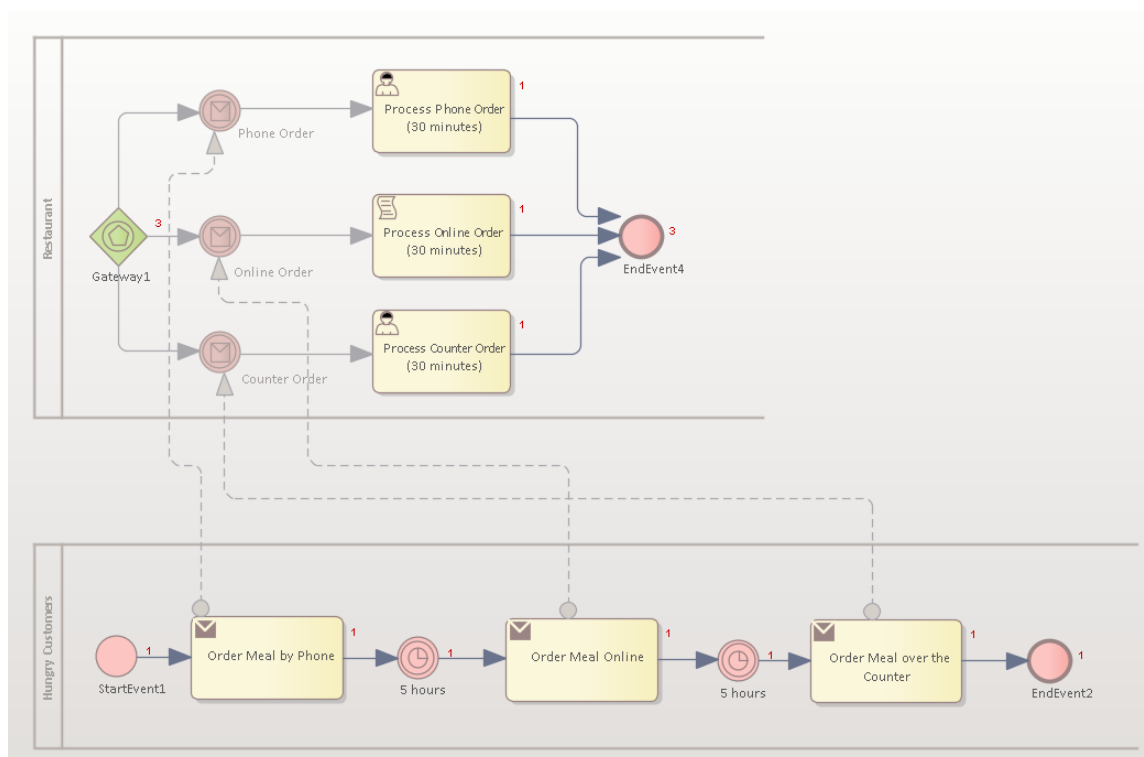 Restaurant
Phone Order
Process Phone Order
(30 minutes)
1
Gateway1
3
Online Order
Process Online Order
(30 minutes)
1
EndEvent4
3
Counter Order
Process Counter Order
(30 minutes)
1
Hungry Customers
StartEvent1
1
Order Meal by Phone
1
5 hours
1
Order Meal Online
1
5 hours
1
Order Meal over the
Counter
1
EndEvent2
1